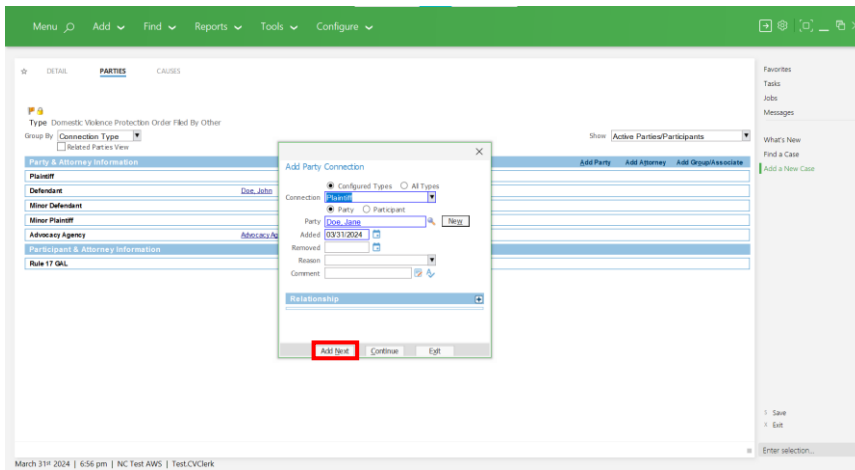 Menu Add Find Reports Tools Configure
DETAIL PARTIES CAUSES
Type Domestic Violence Protection Order Filed By Other
Group By Connection Type
Related Parties View
Show Active Parties/Participants
Party & Attorney Information Add Party Add Attorney Add Group/Associate
Plaintiff
Defendant Doe, John
Minor Defendant
Minor Plaintiff
Advocacy Agency Advocacy Ag
Participant & Attorney Information
Rule 17 GAL
Add Party Connection
Configured Types All Types
Connection Plaintiff
Party Participant
Party Doe, Jane New
Added 03/31/2024
Removed
Reason
Comment
Relationship
Add Next Continue Exit
Favorites
Tasks
Jobs
Messages
What's New
Find a Case
Add a New Case
Save
Exit
Enter selection...
March 31st 2024 | 6:56 pm | NC Test AWS | Test.CVClerk